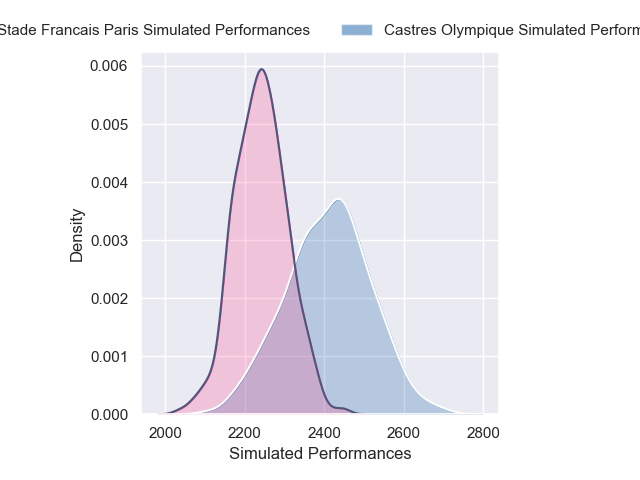 Stade Francais Paris Simulated Performances Castres Olympique Simulated
0.006
0.005
0.004
0.003
0.002
0.001
0.000
Density
2000 2200 2400 2600 2800
Simulated Performances